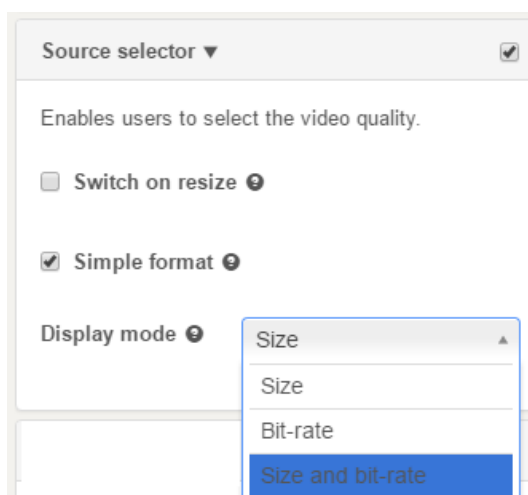 Source selector ▼
Enables users to select the video quality.
Switch on resize
Simple format
Display mode
Size
Size
Bit-rate
Size and bit-rate